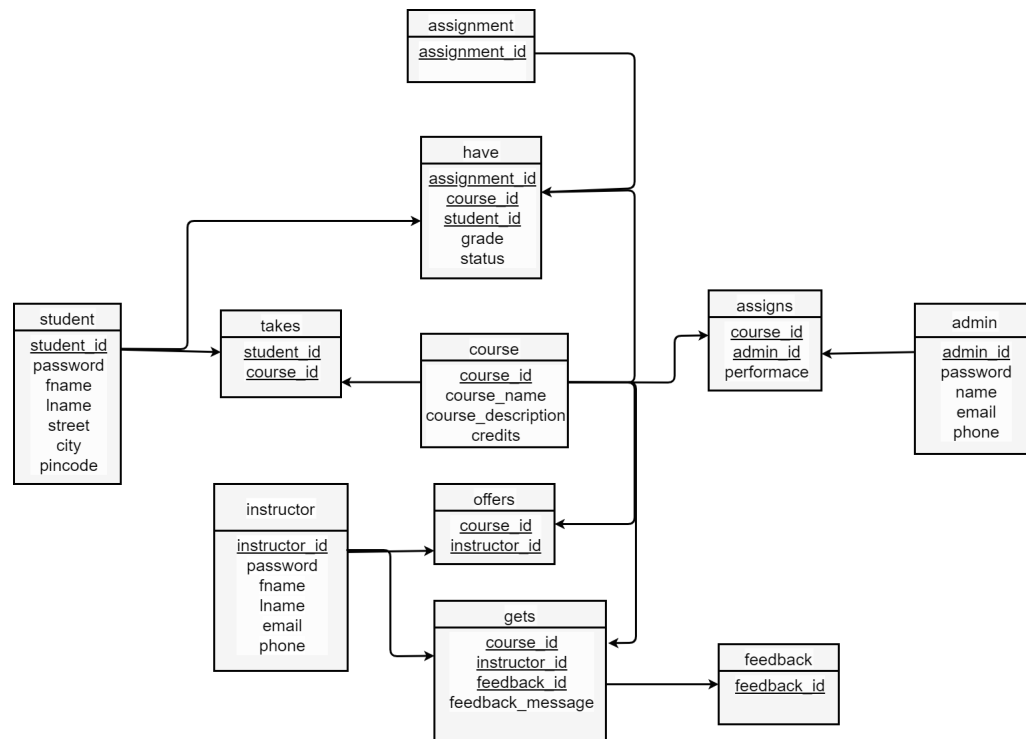 assignment
assignment_id
have
assignment_id
course_id
student_id
grade
status
student
student_id
password
fname
lname
street
city
pincode
takes
student_id
course_id
course
course_id
course_name
course_description
credits
assigns
course_id
admin_id
performace
admin
admin_id
password
name
email
phone
instructor
instructor_id
password
fname
lname
email
phone
offers
course_id
instructor_id
gets
course_id
instructor_id
feedback_id
feedback_message
feedback
feedback_id